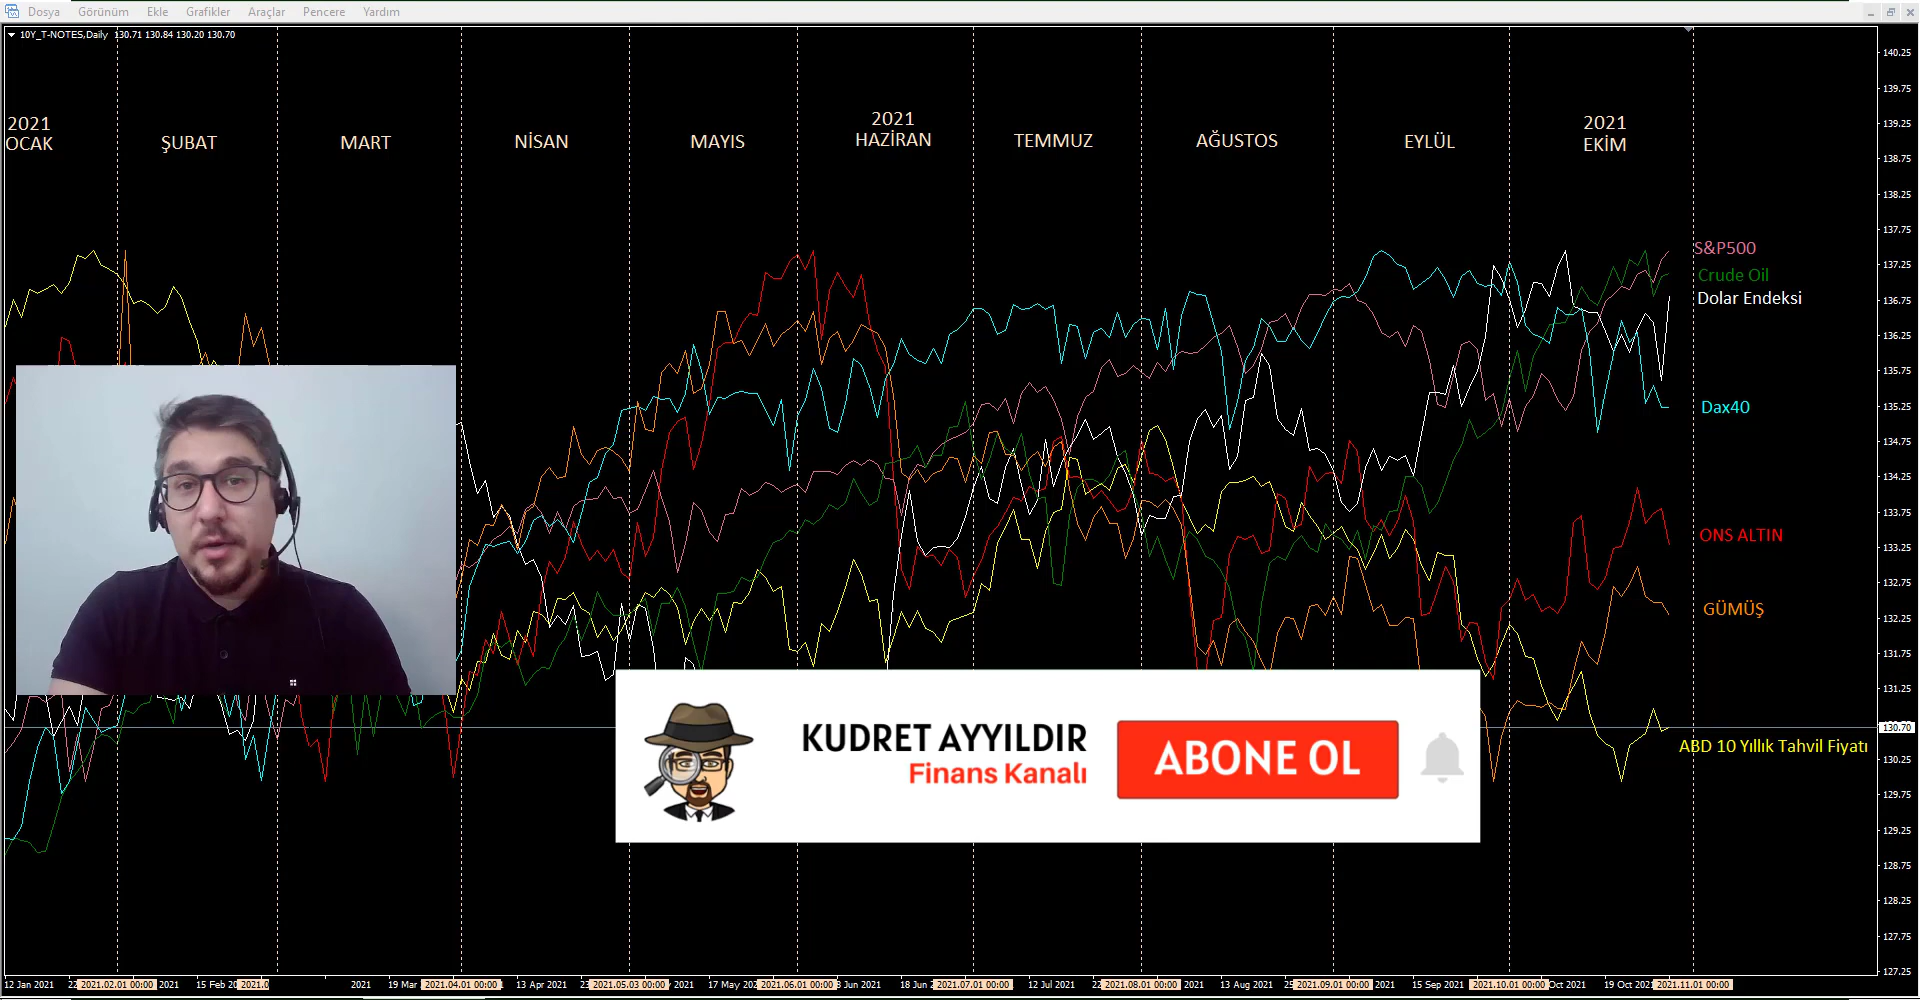 Dosya Görünüm Ekle Grafikler Araçlar Pencere Yardım
10Y_T-NOTES,Daily 130.71 130.84 130.20 130.70
2021
OCAK
ŞUBAT
MART
NİSAN
MAYIS
2021
HAZİRAN
TEMMUZ
AĞUSTOS
EYLÜL
2021
EKİM
140.25
139.75
139.25
138.75
138.25
137.75
137.25
136.75
136.25
135.75
135.25
134.75
134.25
133.75
133.25
132.75
132.25
131.75
131.25
130.70
130.25
129.75
129.25
128.75
128.25
127.75
127.25
S&P500
Crude Oil
Dolar Endeksi
Dax40
ONS ALTIN
GÜMÜŞ
ABD 10 Yıllık Tahvil Fiyatı
KUDRET AYYILDIR
Finans Kanalı
ABONE OL
12 Jan 2021 2021.02.01 00:00 2021 15 Feb 2021 19 Mar 2021.04.01 00:00 13 Apr 2021 2021.05.03 00:00 2021 17 May 2021.06.01 00:00 Jun 2021 18 Jun 2021.07.01 00:00 12 Jul 2021 2021.08.01 00:00 2021 13 Aug 2021 2021.09.01 00:00 2021 15 Sep 2021 2021.10.01 00:00 Oct 2021 19 Oct 2021.11.01 00:00